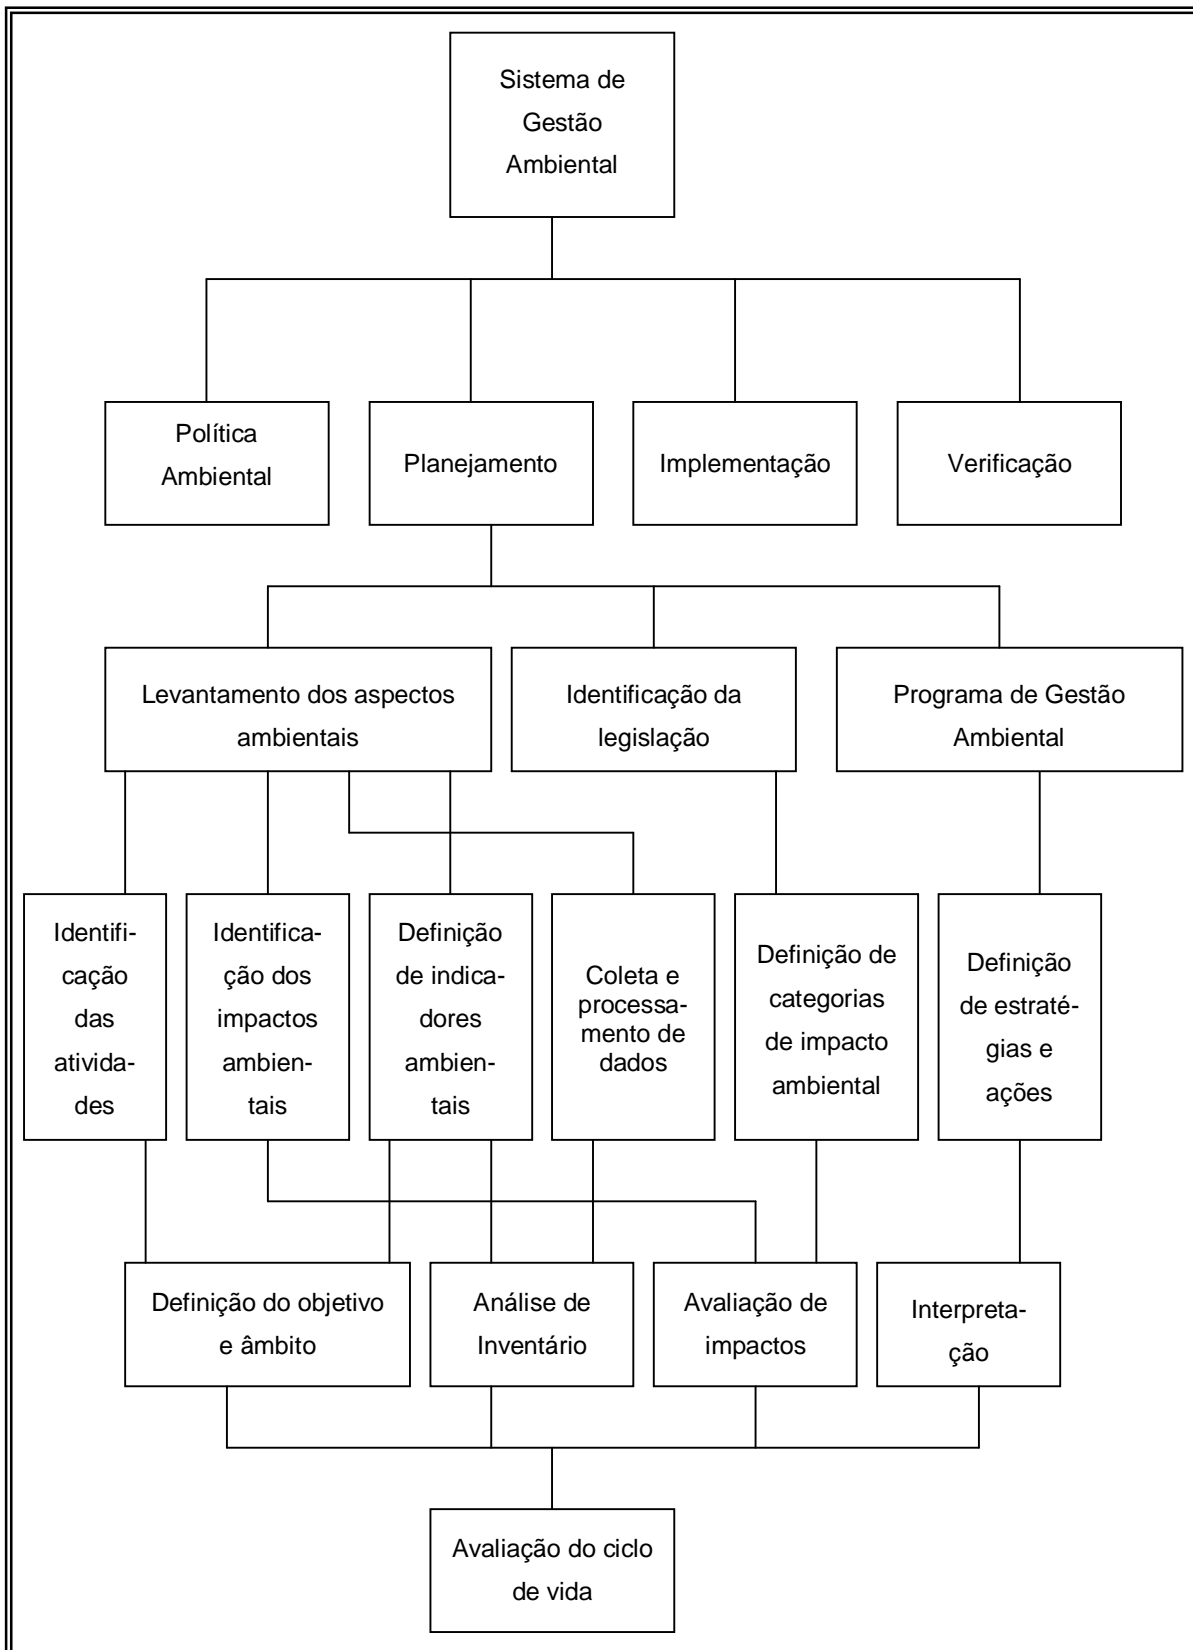 Sistema de
Gestão
Ambiental
Política
Ambiental
Planejamento
Implementação
Verificação
Levantamento dos aspectos
ambientais
Identificação da
legislação
Programa de Gestão
Ambiental
Identifi-
cação
das
ativida-
des
Identifica-
ção dos
impactos
ambien-
tais
Definição
de indica-
dores
ambien-
tais
Coleta e
processa-
mento de
dados
Definição de
categorias
de impacto
ambiental
Definição
de estraté-
gias e
ações
Definição do objetivo
e âmbito
Análise de
Inventário
Avaliação de
impactos
Interpreta-
ção
Avaliação do ciclo
de vida